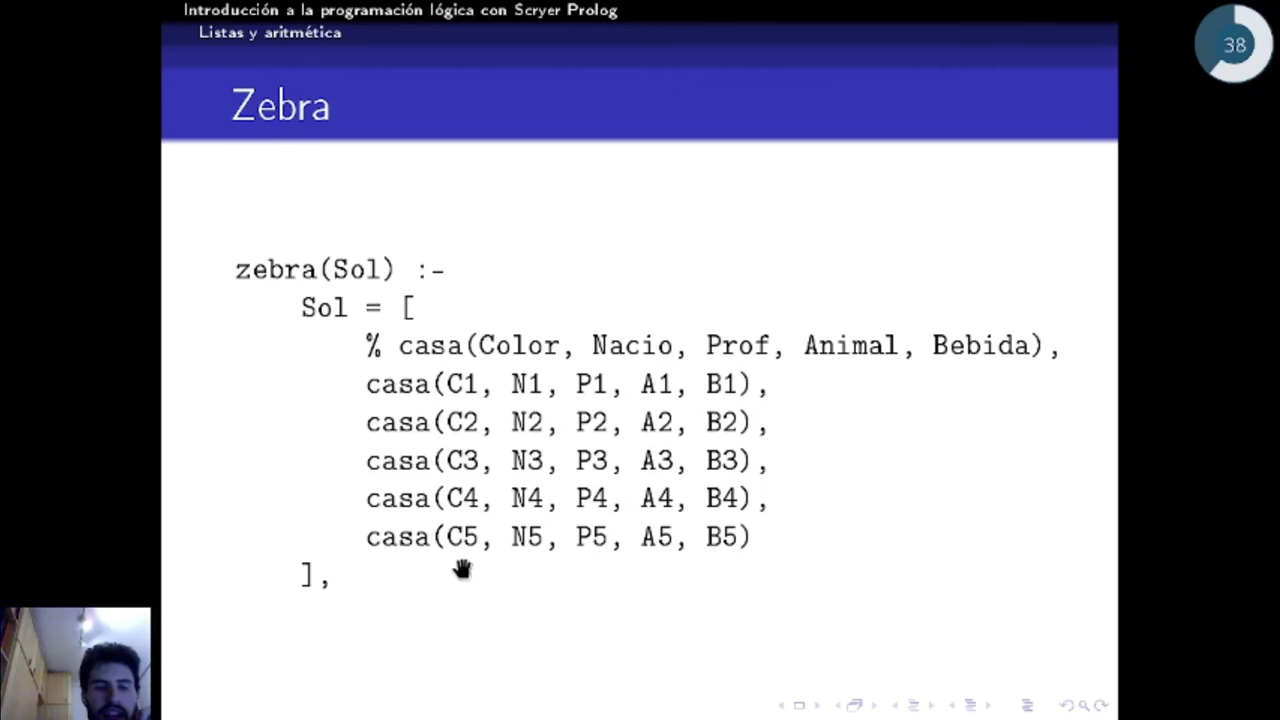 Introducción a la programación lógica con Scryer Prolog
Listas y aritmética
38
Zebra
zebra(Sol) :-
Sol = [
% casa(Color, Nacio, Prof, Animal, Bebida),
casa(C1, N1, P1, A1, B1),
casa(C2, N2, P2, A2, B2),
casa(C3, N3, P3, A3, B3),
casa(C4, N4, P4, A4, B4),
casa(C5, N5, P5, A5, B5)
],